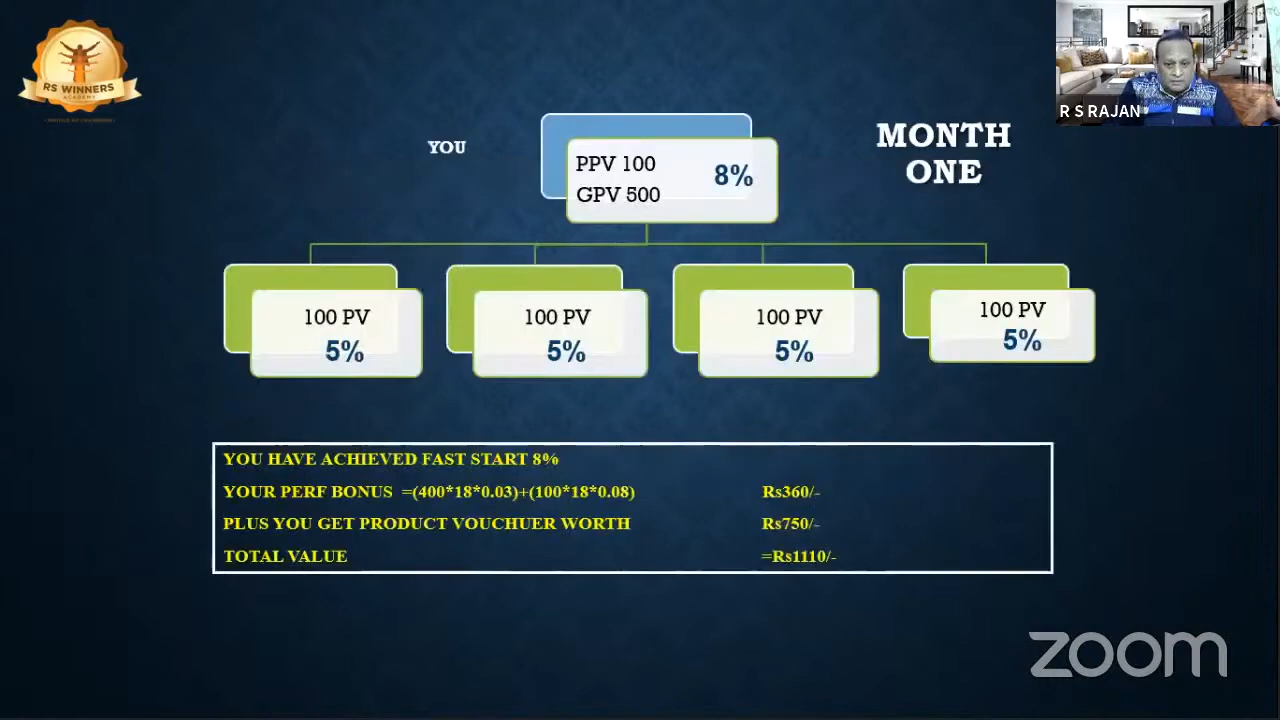 RS WINNERS
ACADEMY
R S RAJAN
YOU
PPV 100
GPV 500
8%
MONTH
ONE
100 PV
5%
100 PV
5%
100 PV
5%
100 PV
5%
YOU HAVE ACHIEVED FAST START 8%
YOUR PERF BONUS =(400*18*0.03)+(100*18*0.08) Rs360/-
PLUS YOU GET PRODUCT VOUCHUER WORTH Rs750/-
TOTAL VALUE =Rs1110/-
zoom